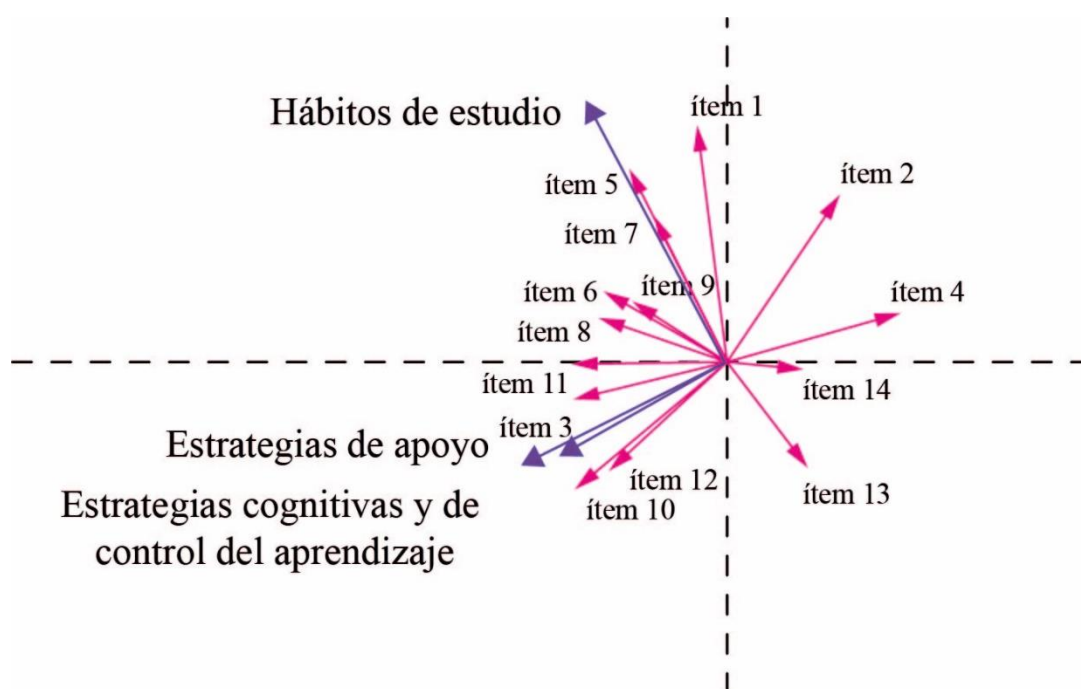 Hábitos de estudio
ítem 1
ítem 2
ítem 5
ítem 7
ítem 9
ítem 6
ítem 4
ítem 8
ítem 11
ítem 14
ítem 3
Estrategias de apoyo
ítem 12
ítem 13
ítem 10
Estrategias cognitivas y de
control del aprendizaje